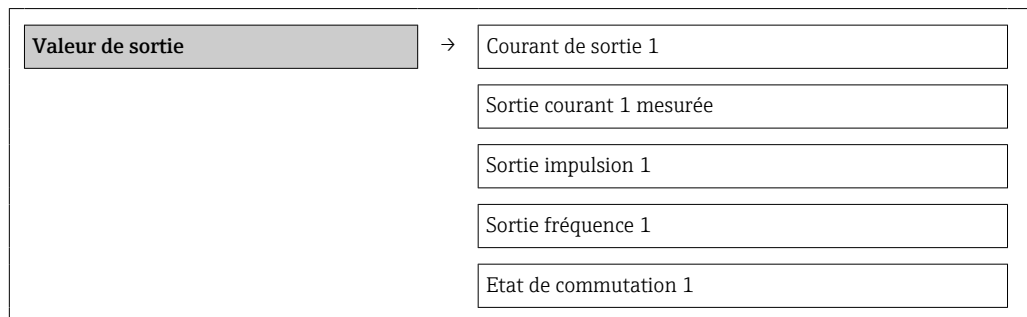 Valeur de sortie → Courant de sortie 1
Sortie courant 1 mesurée
Sortie impulsion 1
Sortie fréquence 1
Etat de commutation 1